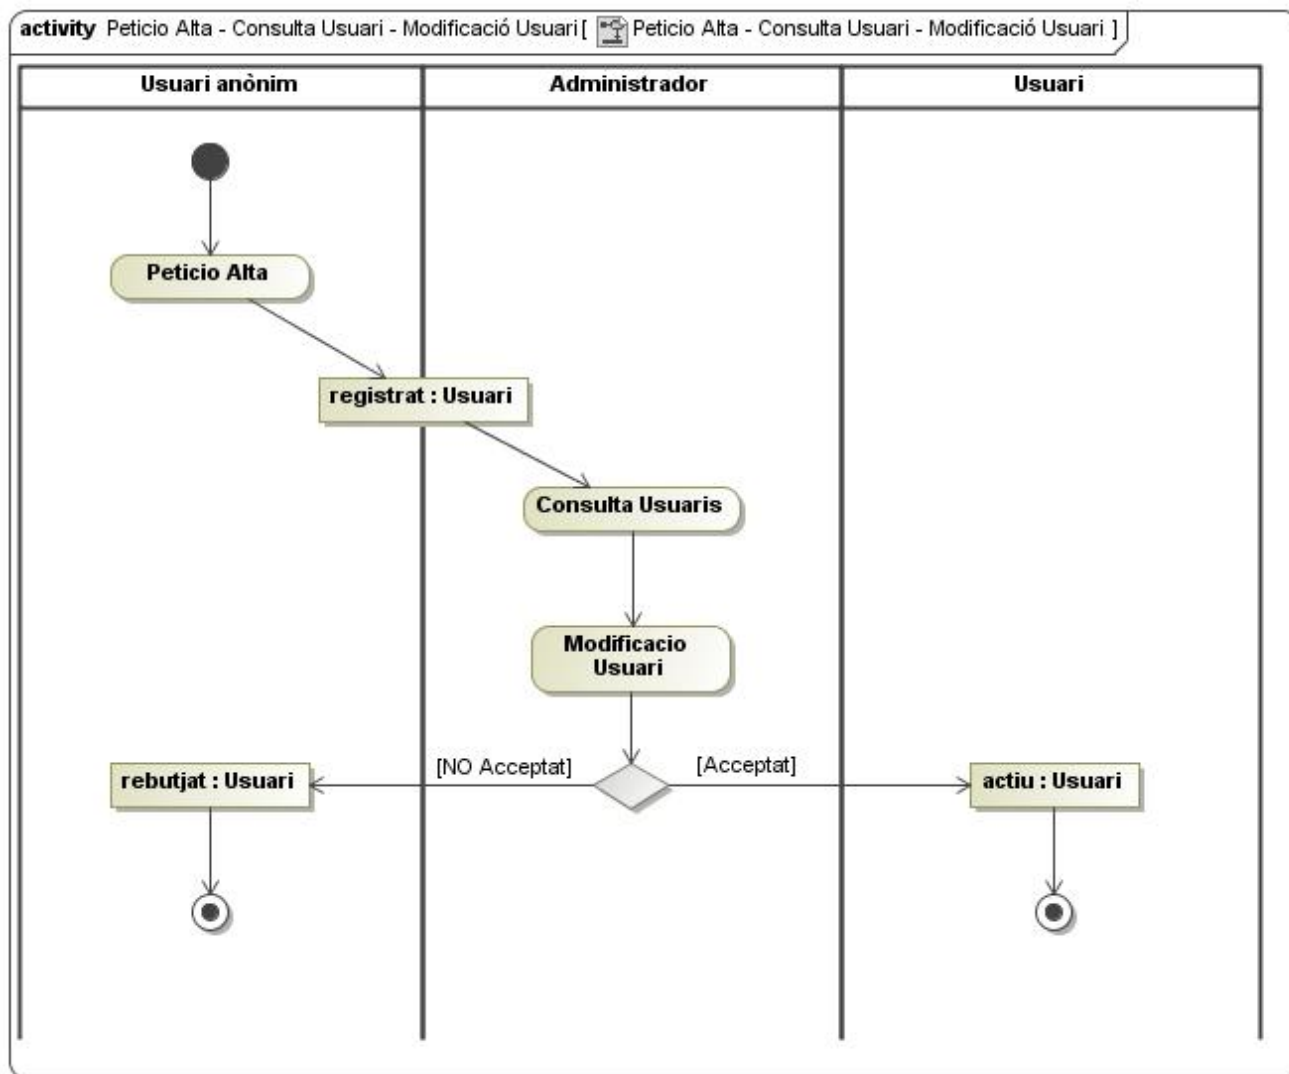 activity Peticio Alta - Consulta Usuari - Modificació Usuari [ Peticio Alta - Consulta Usuari - Modificació Usuari ]
Usuari anònim
Administrador
Usuari
Peticio Alta
registrat : Usuari
Consulta Usuaris
Modificacio
Usuari
[NO Acceptat]
[Acceptat]
rebutjat : Usuari
actiu : Usuari